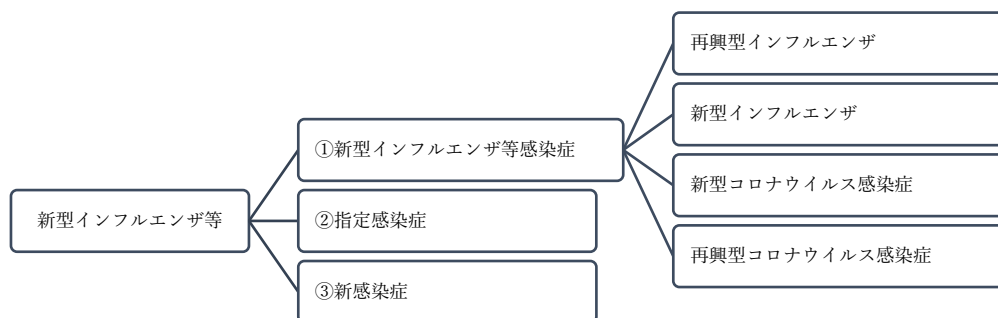 新型インフルエンザ等
①新型インフルエンザ等感染症
②指定感染症
③新感染症
再興型インフルエンザ
新型インフルエンザ
新型コロナウイルス感染症
再興型コロナウイルス感染症